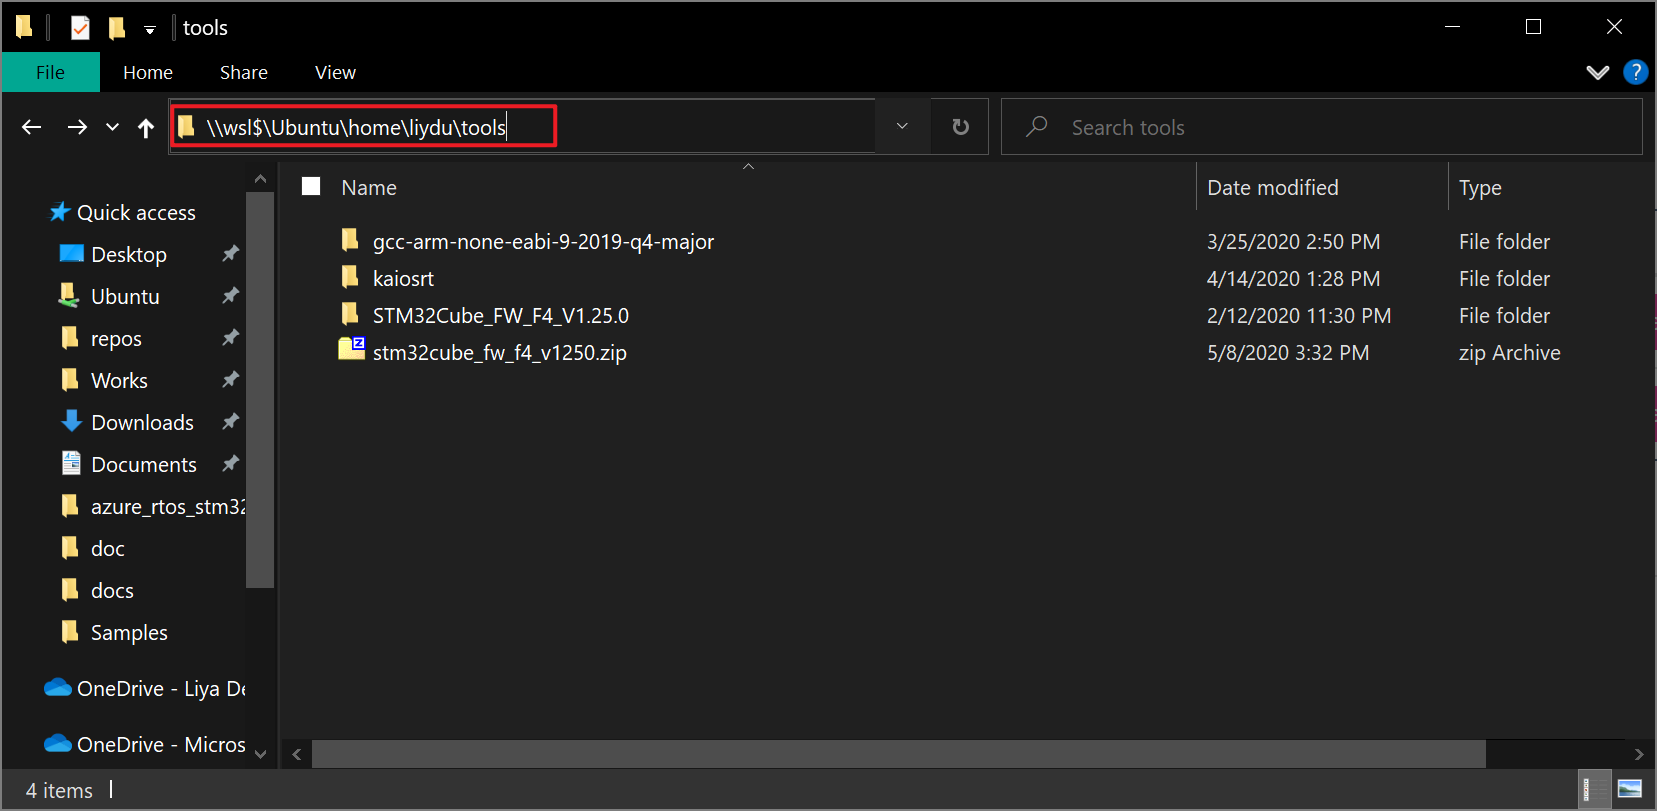 tools
File Home Share View ?
\\wsl$\Ubuntu\home\liydu\tools
Search tools
Name Date modified Type
Quick access
Desktop
Ubuntu
repos
Works
Downloads
Documents
azure_rtos_stm32
doc
docs
Samples
OneDrive - Liya De
OneDrive - Micros
gcc-arm-none-eabi-9-2019-q4-major 3/25/2020 2:50 PM File folder
kaiosrt 4/14/2020 1:28 PM File folder
STM32Cube_FW_F4_V1.25.0 2/12/2020 11:30 PM File folder
stm32cube_fw_f4_v1250.zip 5/8/2020 3:32 PM zip Archive
4 items